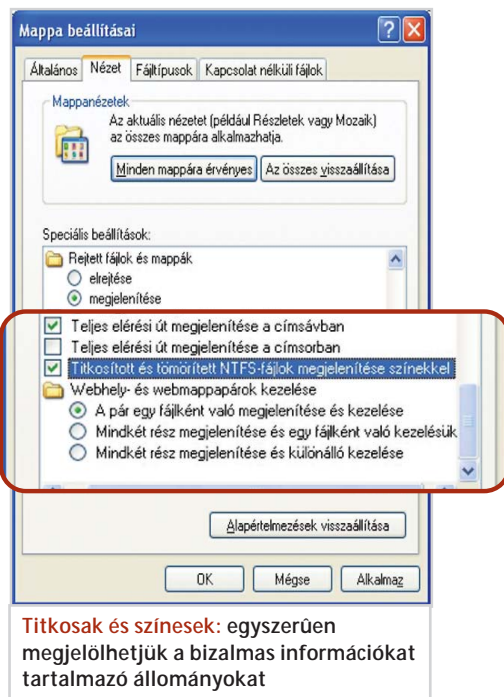 Mappa beállításai
Általános Nézet Fájltípusok Kapcsolat nélküli fájlok
Mappanézetek
Az aktuális nézetet (például Részletek vagy Mozaik)
az összes mappára alkalmazhatja.
Minden mappára érvényes Az összes visszaállítása
Speciális beállítások:
Rejtett fájlok és mappák
elrejtése
megjelenítése
Teljes elérési út megjelenítése a címsávban
Teljes elérési út megjelenítése a címsorban
Titkosított és tömörített NTFS-fájlok megjelenítése színekkel
Webhely- és webmappapárok kezelése
A pár egy fájlként való megjelenítése és kezelése
Mindkét rész megjelenítése és egy fájlként való kezelésük
Mindkét rész megjelenítése és különálló kezelése
Alapértelmezések visszaállítása
OK Mégse Alkalmaz
Titkosak és színesek: egyszerûen
megjelölhetjük a bizalmas információkat
tartalmazó állományokat